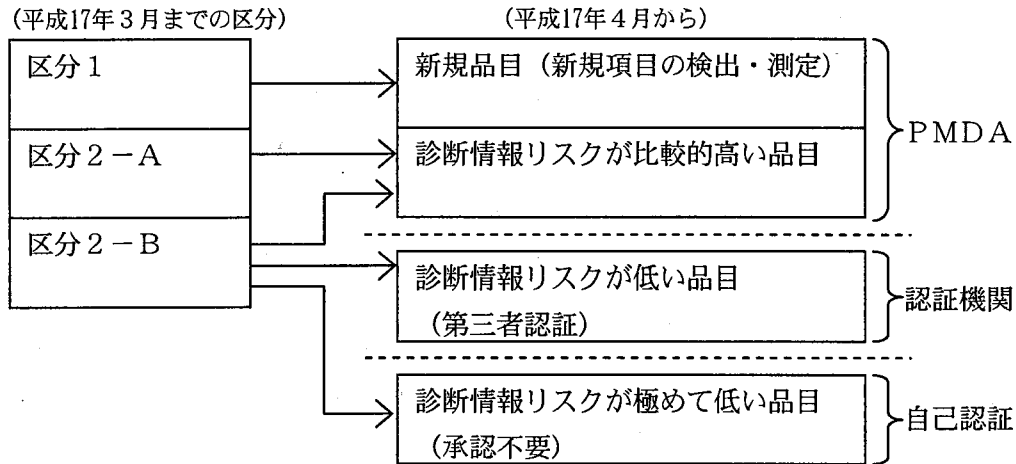 (平成17年3月までの区分)
(平成17年4月から)
区分1
新規品目(新規項目の検出・測定)
PMDA
区分2-A
診断情報リスクが比較的高い品目
区分2-B
診断情報リスクが低い品目
(第三者認証)
認証機関
診断情報リスクが極めて低い品目
(承認不要)
自己認証